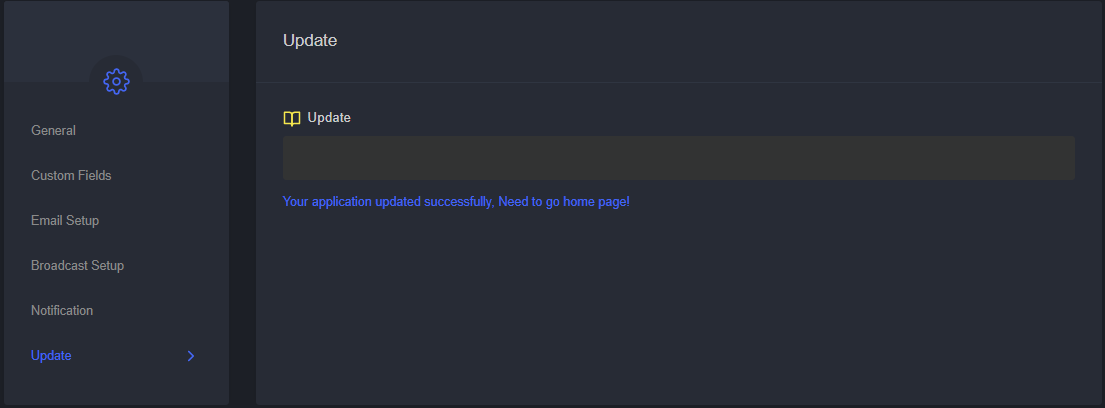 General
Custom Fields
Email Setup
Broadcast Setup
Notification
Update
Update
Update
Your application updated successfully, Need to go home page!